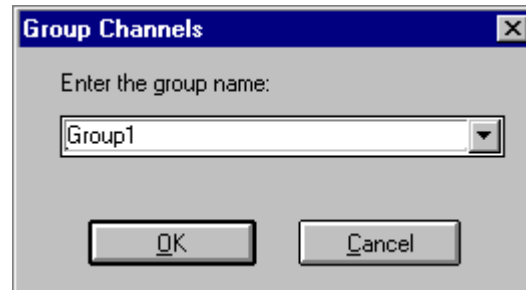 Group Channels
Enter the group name:
Group1
OK
Cancel